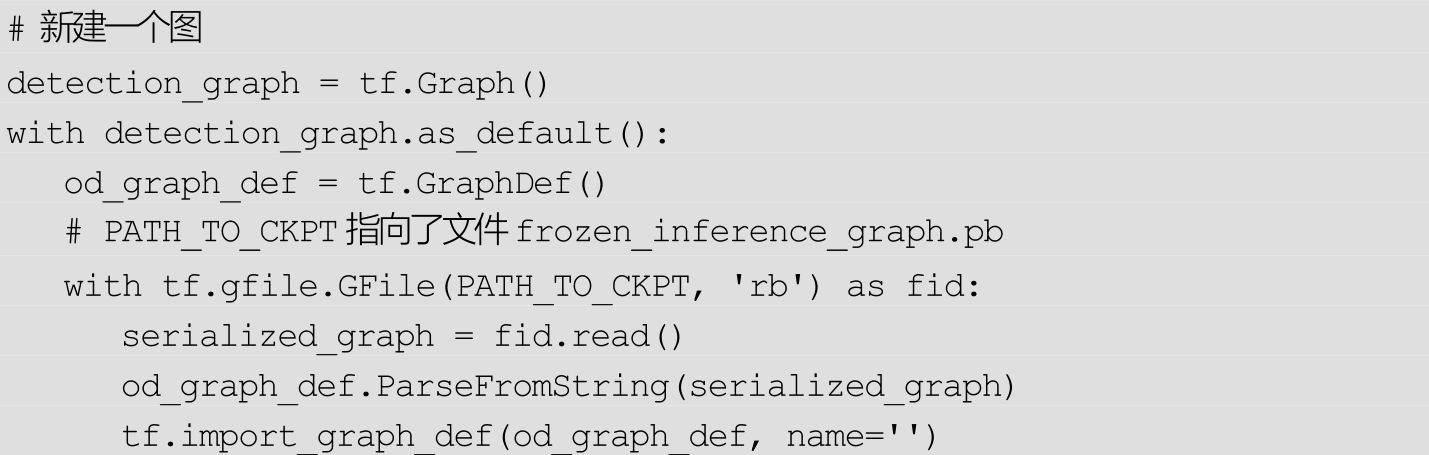 # 新建一个图
detection_graph = tf.Graph()
with detection_graph.as_default():
   od_graph_def = tf.GraphDef()
   # PATH_TO_CKPT 指向了文件 frozen_inference_graph.pb
   with tf.gfile.GFile(PATH_TO_CKPT, 'rb') as fid:
      serialized_graph = fid.read()
      od_graph_def.ParseFromString(serialized_graph)
      tf.import_graph_def(od_graph_def, name='')